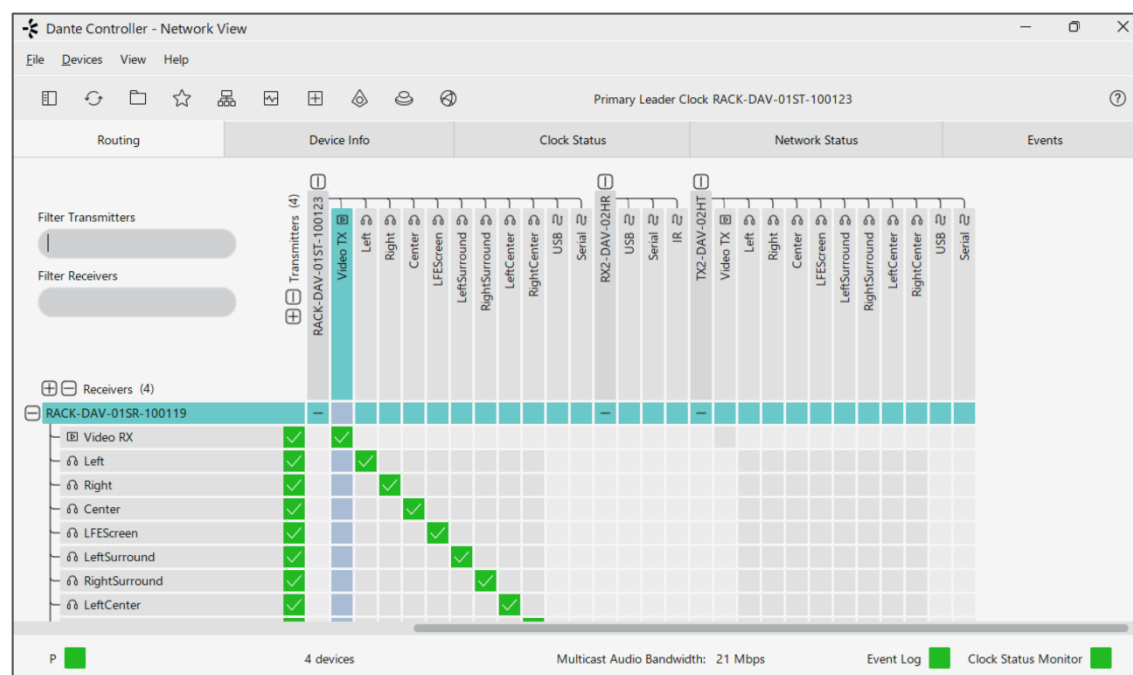 Dante Controller - Network View
File Devices View Help
Primary Leader Clock RACK-DAV-01ST-100123
Routing
Device Info
Clock Status
Network Status
Events
Filter Transmitters
Filter Receivers
Transmitters (4)
RACK-DAV-01ST-100123
Video TX
Left
Right
Center
LFEScreen
LeftSurround
RightSurround
LeftCenter
RightCenter
USB
Serial
RX2-DAV-02HR
USB
Serial
IR
TX2-DAV-02HT
Video TX
Left
Right
Center
LFEScreen
LeftSurround
RightSurround
LeftCenter
RightCenter
USB
Serial
Receivers (4)
RACK-DAV-01SR-100119
Video RX
Left
Right
Center
LFEScreen
LeftSurround
RightSurround
LeftCenter
P
4 devices
Multicast Audio Bandwidth: 21 Mbps
Event Log
Clock Status Monitor